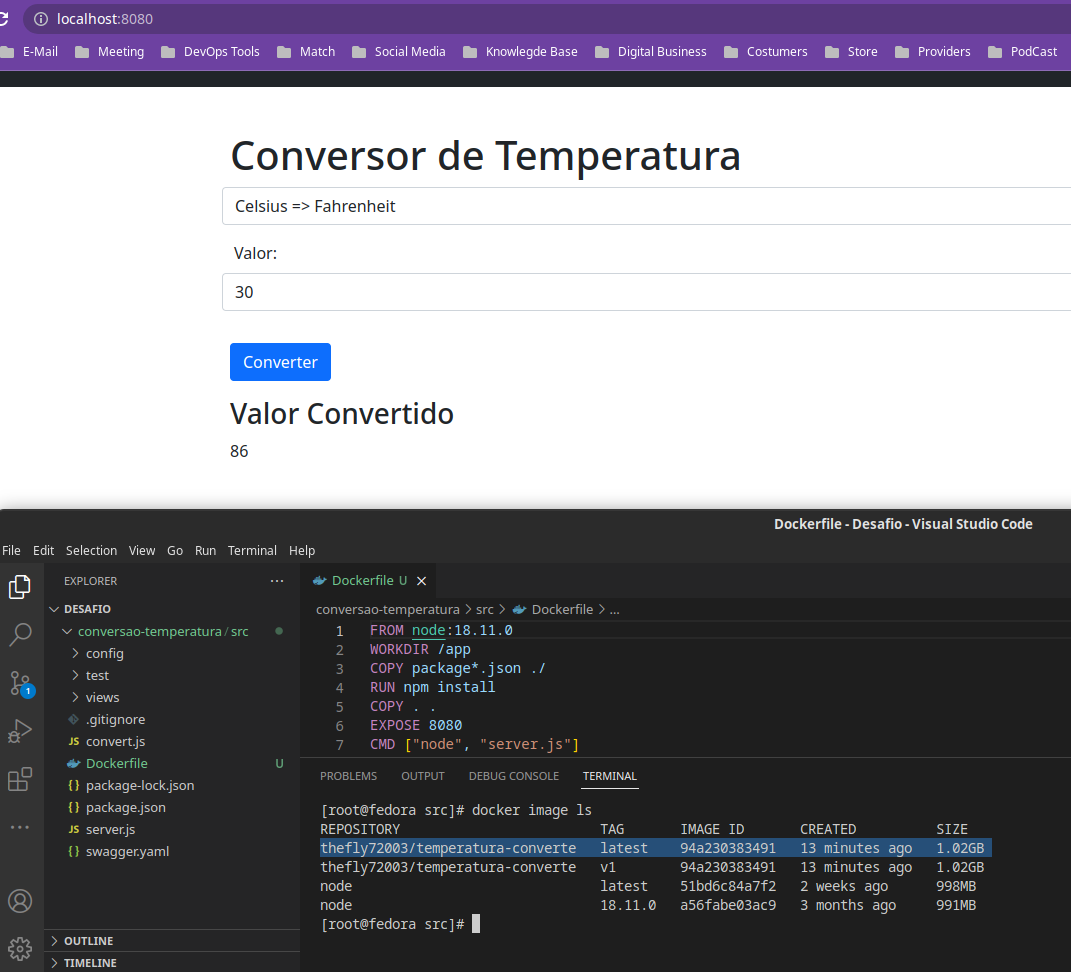 localhost:8080
E-Mail Meeting DevOps Tools Match Social Media Knowlegde Base Digital Business Costumers Store Providers PodCast
Conversor de Temperatura
Celsius => Fahrenheit
Valor:
30
Converter
Valor Convertido
86
Dockerfile - Desafio - Visual Studio Code
File Edit Selection View Go Run Terminal Help
EXPLORER ...
DESAFIO
conversao-temperatura / src
config
test
views
.gitignore
JS convert.js
Dockerfile U
{} package-lock.json
{} package.json
JS server.js
{} swagger.yaml
OUTLINE
TIMELINE
1
Dockerfile U
conversao-temperatura > src > Dockerfile > ...
1 FROM node:18.11.0
2 WORKDIR /app
3 COPY package*.json ./
4 RUN npm install
5 COPY . .
6 EXPOSE 8080
7 CMD ["node", "server.js"]
PROBLEMS OUTPUT DEBUG CONSOLE TERMINAL
[root@fedora src]# docker image ls
REPOSITORY TAG IMAGE ID CREATED SIZE
thefly72003/temperatura-converte latest 94a230383491 13 minutes ago 1.02GB
thefly72003/temperatura-converte v1 94a230383491 13 minutes ago 1.02GB
node latest 51bd6c84a7f2 2 weeks ago 998MB
node 18.11.0 a56fabe03ac9 3 months ago 991MB
[root@fedora src]#